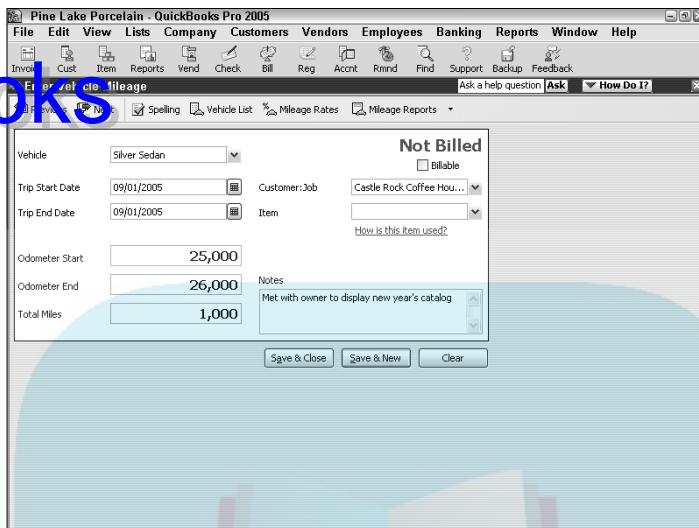 Pine Lake Porcelain - QuickBooks Pro 2005
File Edit View Lists Company Customers Vendors Employees Banking Reports Window Help
Invoice Cust Item Reports Vend Check Bill Reg Accnt Rmnd Find Support Backup Feedback
oks
Enter Vehicle Mileage Ask a help question Ask How Do I?
Spelling Vehicle List Mileage Rates Mileage Reports
Not Billed
Vehicle Silver Sedan
Billable
Trip Start Date 09/01/2005 Customer:Job Castle Rock Coffee Hou...
Trip End Date 09/01/2005 Item
How is this item used?
Odometer Start 25,000
Odometer End 26,000 Notes
Met with owner to display new year's catalog
Total Miles 1,000
Save & Close Save & New Clear